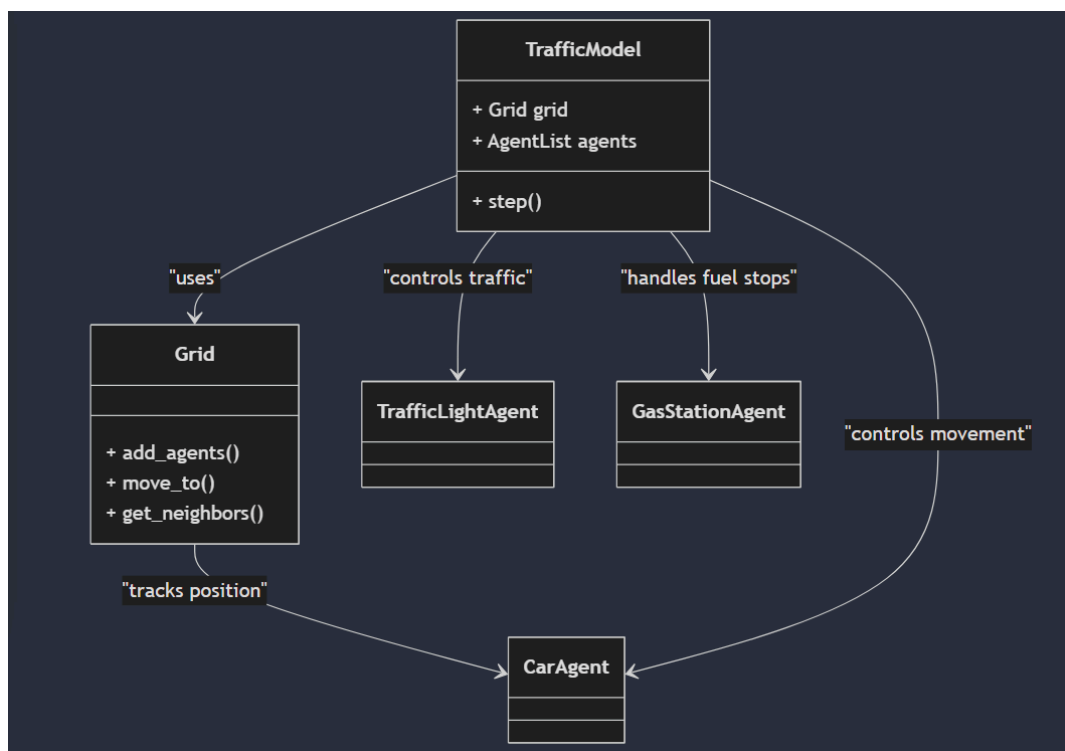 TrafficModel
+ Grid grid
+ AgentList agents
+ step()
"uses"
"controls traffic"
"handles fuel stops"
Grid
+ add_agents()
+ move_to()
+ get_neighbors()
TrafficLightAgent
GasStationAgent
"controls movement"
"tracks position"
CarAgent